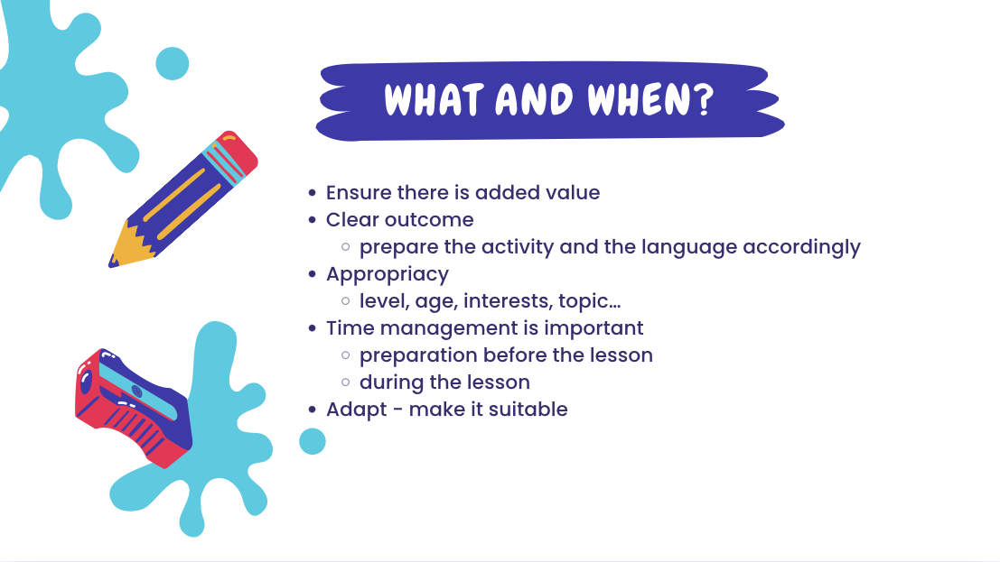 WHAT AND WHEN?
• Ensure there is added value
• Clear outcome
○ prepare the activity and the language accordingly
• Appropriacy
○ level, age, interests, topic...
• Time management is important
○ preparation before the lesson
○ during the lesson
• Adapt - make it suitable